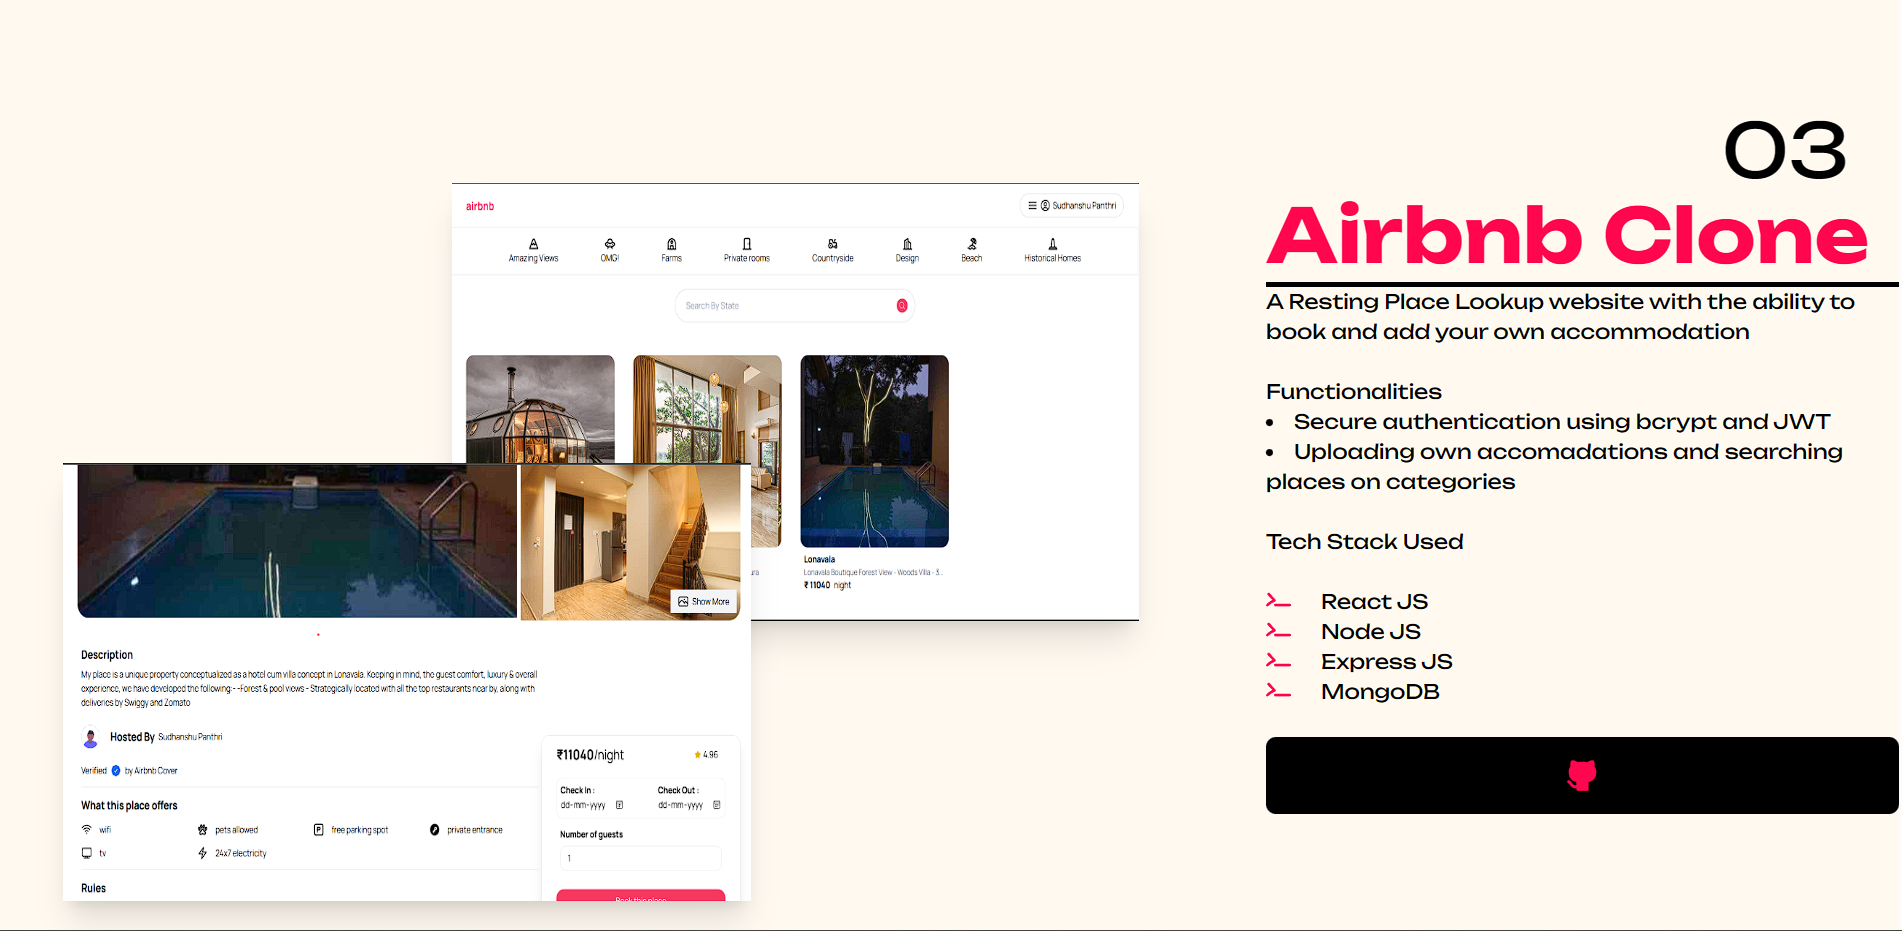 airbnb
Sudhanshu Panthri
Amazing Views
OMG!
Farms
Private rooms
Countryside
Design
Beach
Historical Homes
Search By State
ura
Lonavala
Lonavala Boutique Forest View - Woods Villa - 3..
₹ 11040 night
Show More
Description
My place is a unique property conceptualized as a hotel cum villa concept in Lonavala. Keeping in mind, the guest comfort, luxury & overall
experience, we have developed the following:- -Forest & pool views - Strategically located with all the top restaurants near by, along with
deliveries by Swiggy and Zomato
Hosted By Sudhanshu Panthri
Verified by Airbnb Cover
What this place offers
wifi
pets allowed
free parking spot
private entrance
tv
24x7 electricity
Rules
₹11040/night
4.96
Check In :
Check Out :
dd-mm-yyyy
dd-mm-yyyy
Number of guests
1
Book this place
03
Airbnb Clone
A Resting Place Lookup website with the ability to
book and add your own accommodation
Functionalities
• Secure authentication using bcrypt and JWT
• Uploading own accomadations and searching
places on categories
Tech Stack Used
React JS
Node JS
Express JS
MongoDB